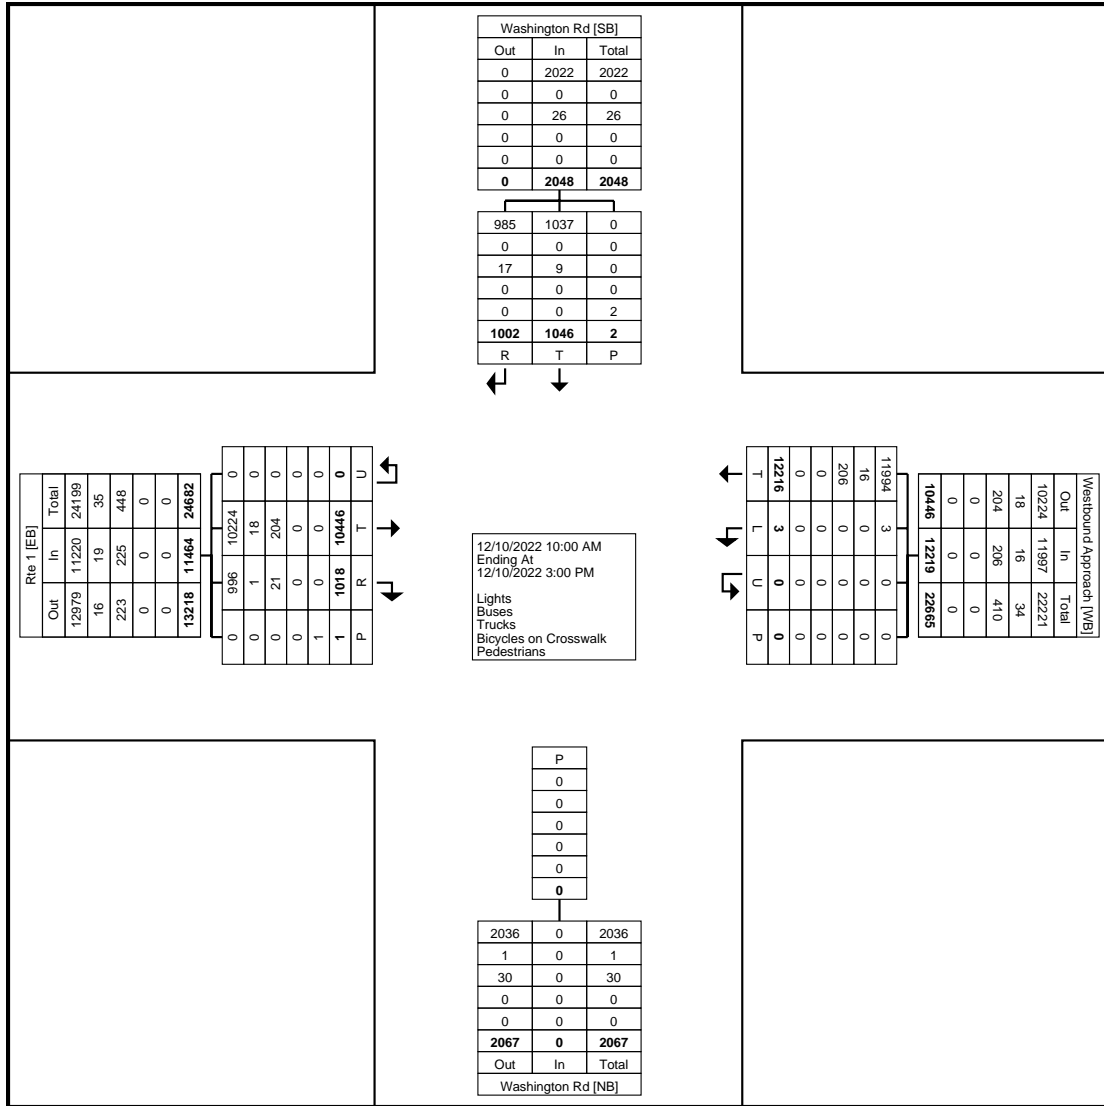 Washington Rd [SB]
Out In Total
0 2022 2022
0 0 0
0 26 26
0 0 0
0 0 0
0 2048 2048
985 1037 0
0 0 0
17 9 0
0 0 0
0 0 2
1002 1046 2
R T P
Rte 1 [EB]
Total In Out
24199 11220 12979
35 19 16
448 225 223
0 0 0
0 0 0
24682 11464 13218
0 10224 996 0
0 18 1 0
0 204 21 0
0 0 0 0
0 0 0 1
0 10446 1018 1
U T R P
12/10/2022 10:00 AM
Ending At
12/10/2022 3:00 PM
Lights
Buses
Trucks
Bicycles on Crosswalk
Pedestrians
Westbound Approach [WB]
Out In Total
10224 11997 22221
18 16 34
204 206 410
0 0 0
0 0 0
10446 12219 22665
11994 3 0 0
16 0 0 0
206 0 0 0
0 0 0 0
0 0 0 0
12216 3 0 0
T L U P
P
0
0
0
0
0
0
2036 0 2036
1 0 1
30 0 30
0 0 0
0 0 0
2067 0 2067
Out In Total
Washington Rd [NB]